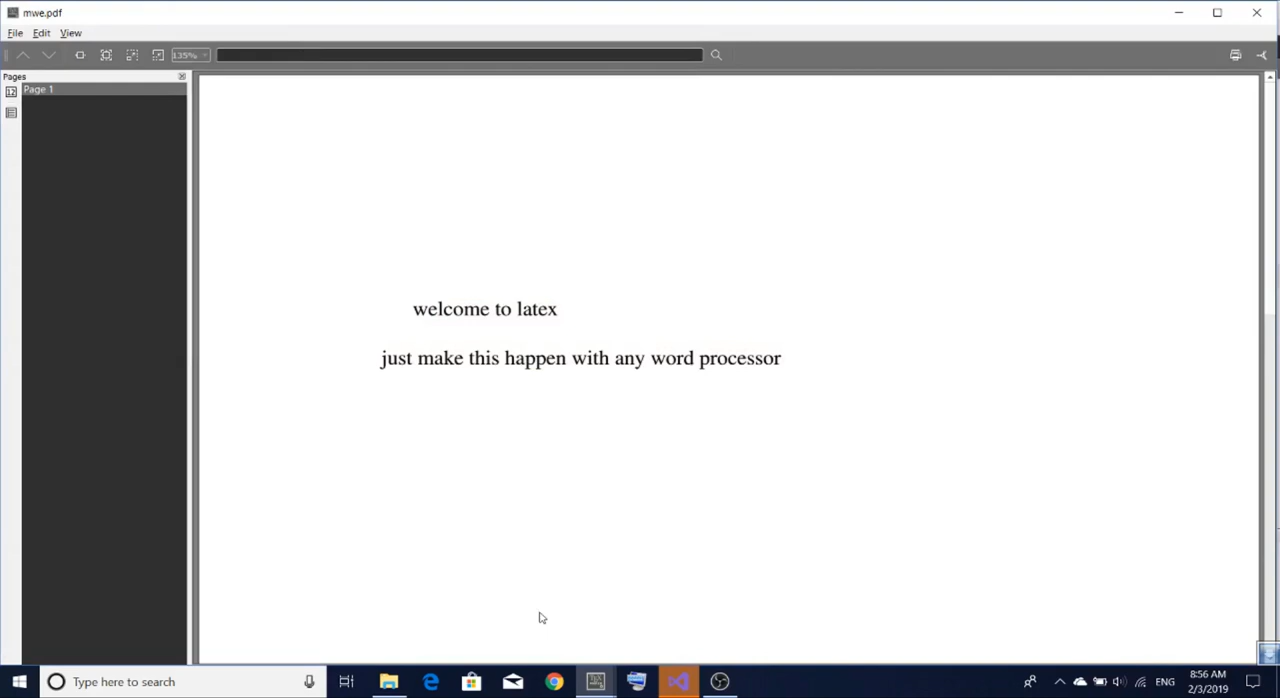 mwe.pdf
File Edit View
135%
Pages
Page 1
welcome to latex
just make this happen with any word processor
Type here to search
ENG
8:56 AM
2/3/2019